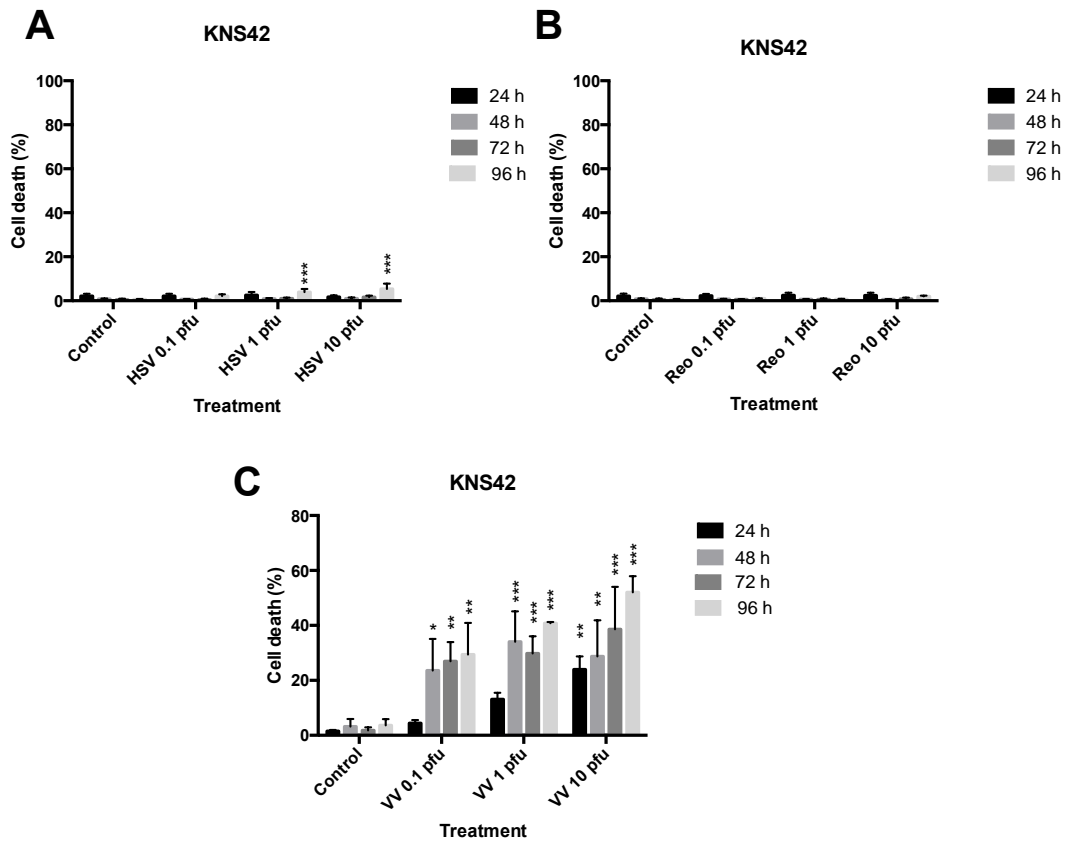 A
KNS42
100
80
60
40
20
0
Cell death (%)
***
***
Control
HSV 0.1 pfu
HSV 1 pfu
HSV 10 pfu
Treatment
24 h
48 h
72 h
96 h
B
KNS42
100
80
60
40
20
0
Cell death (%)
Control
Reo 0.1 pfu
Reo 1 pfu
Reo 10 pfu
Treatment
24 h
48 h
72 h
96 h
C
KNS42
80
60
40
20
0
Cell death (%)
*
**
**
***
***
***
**
**
***
***
Control
VV 0.1 pfu
VV 1 pfu
VV 10 pfu
Treatment
24 h
48 h
72 h
96 h